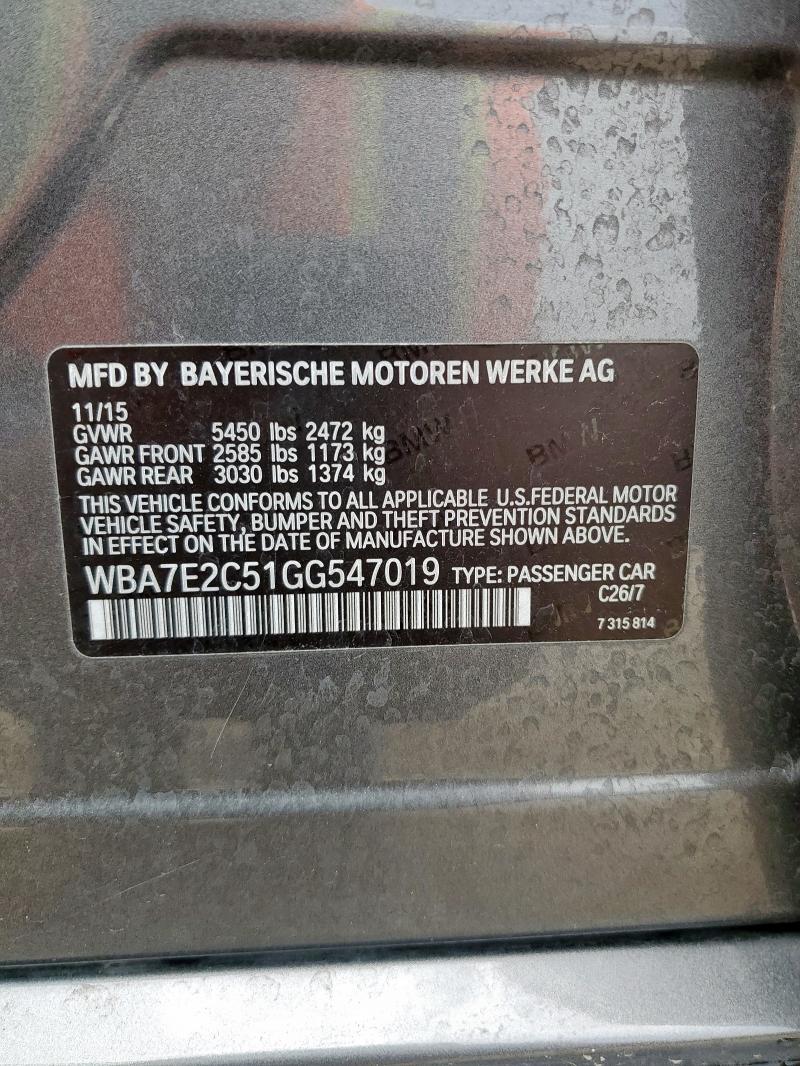 MFD BY BAYERISCHE MOTOREN WERKE AG
11/15
GVWR 5450 lbs 2472 kg
GAWR FRONT 2585 lbs 1173 kg
GAWR REAR 3030 lbs 1374 kg
THIS VEHICLE CONFORMS TO ALL APPLICABLE U.S.FEDERAL MOTOR
VEHICLE SAFETY, BUMPER AND THEFT PREVENTION STANDARDS
IN EFFECT ON THE DATE OF MANUFACTURE SHOWN ABOVE.
WBA7E2C51GG547019 TYPE: PASSENGER CAR
C26/7
7 315 814